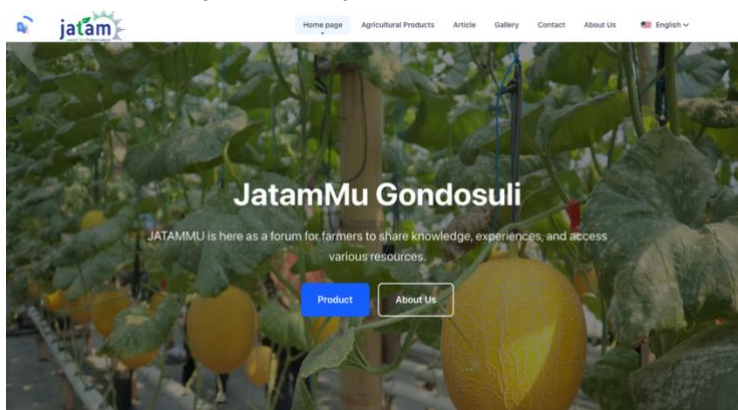 jatam
Home page
Agricultural Products
Article
Gallery
Contact
About Us
English
JatamMu Gondosuli
JATAMMU is here as a forum for farmers to share knowledge, experiences, and access
various resources.
Product
About Us